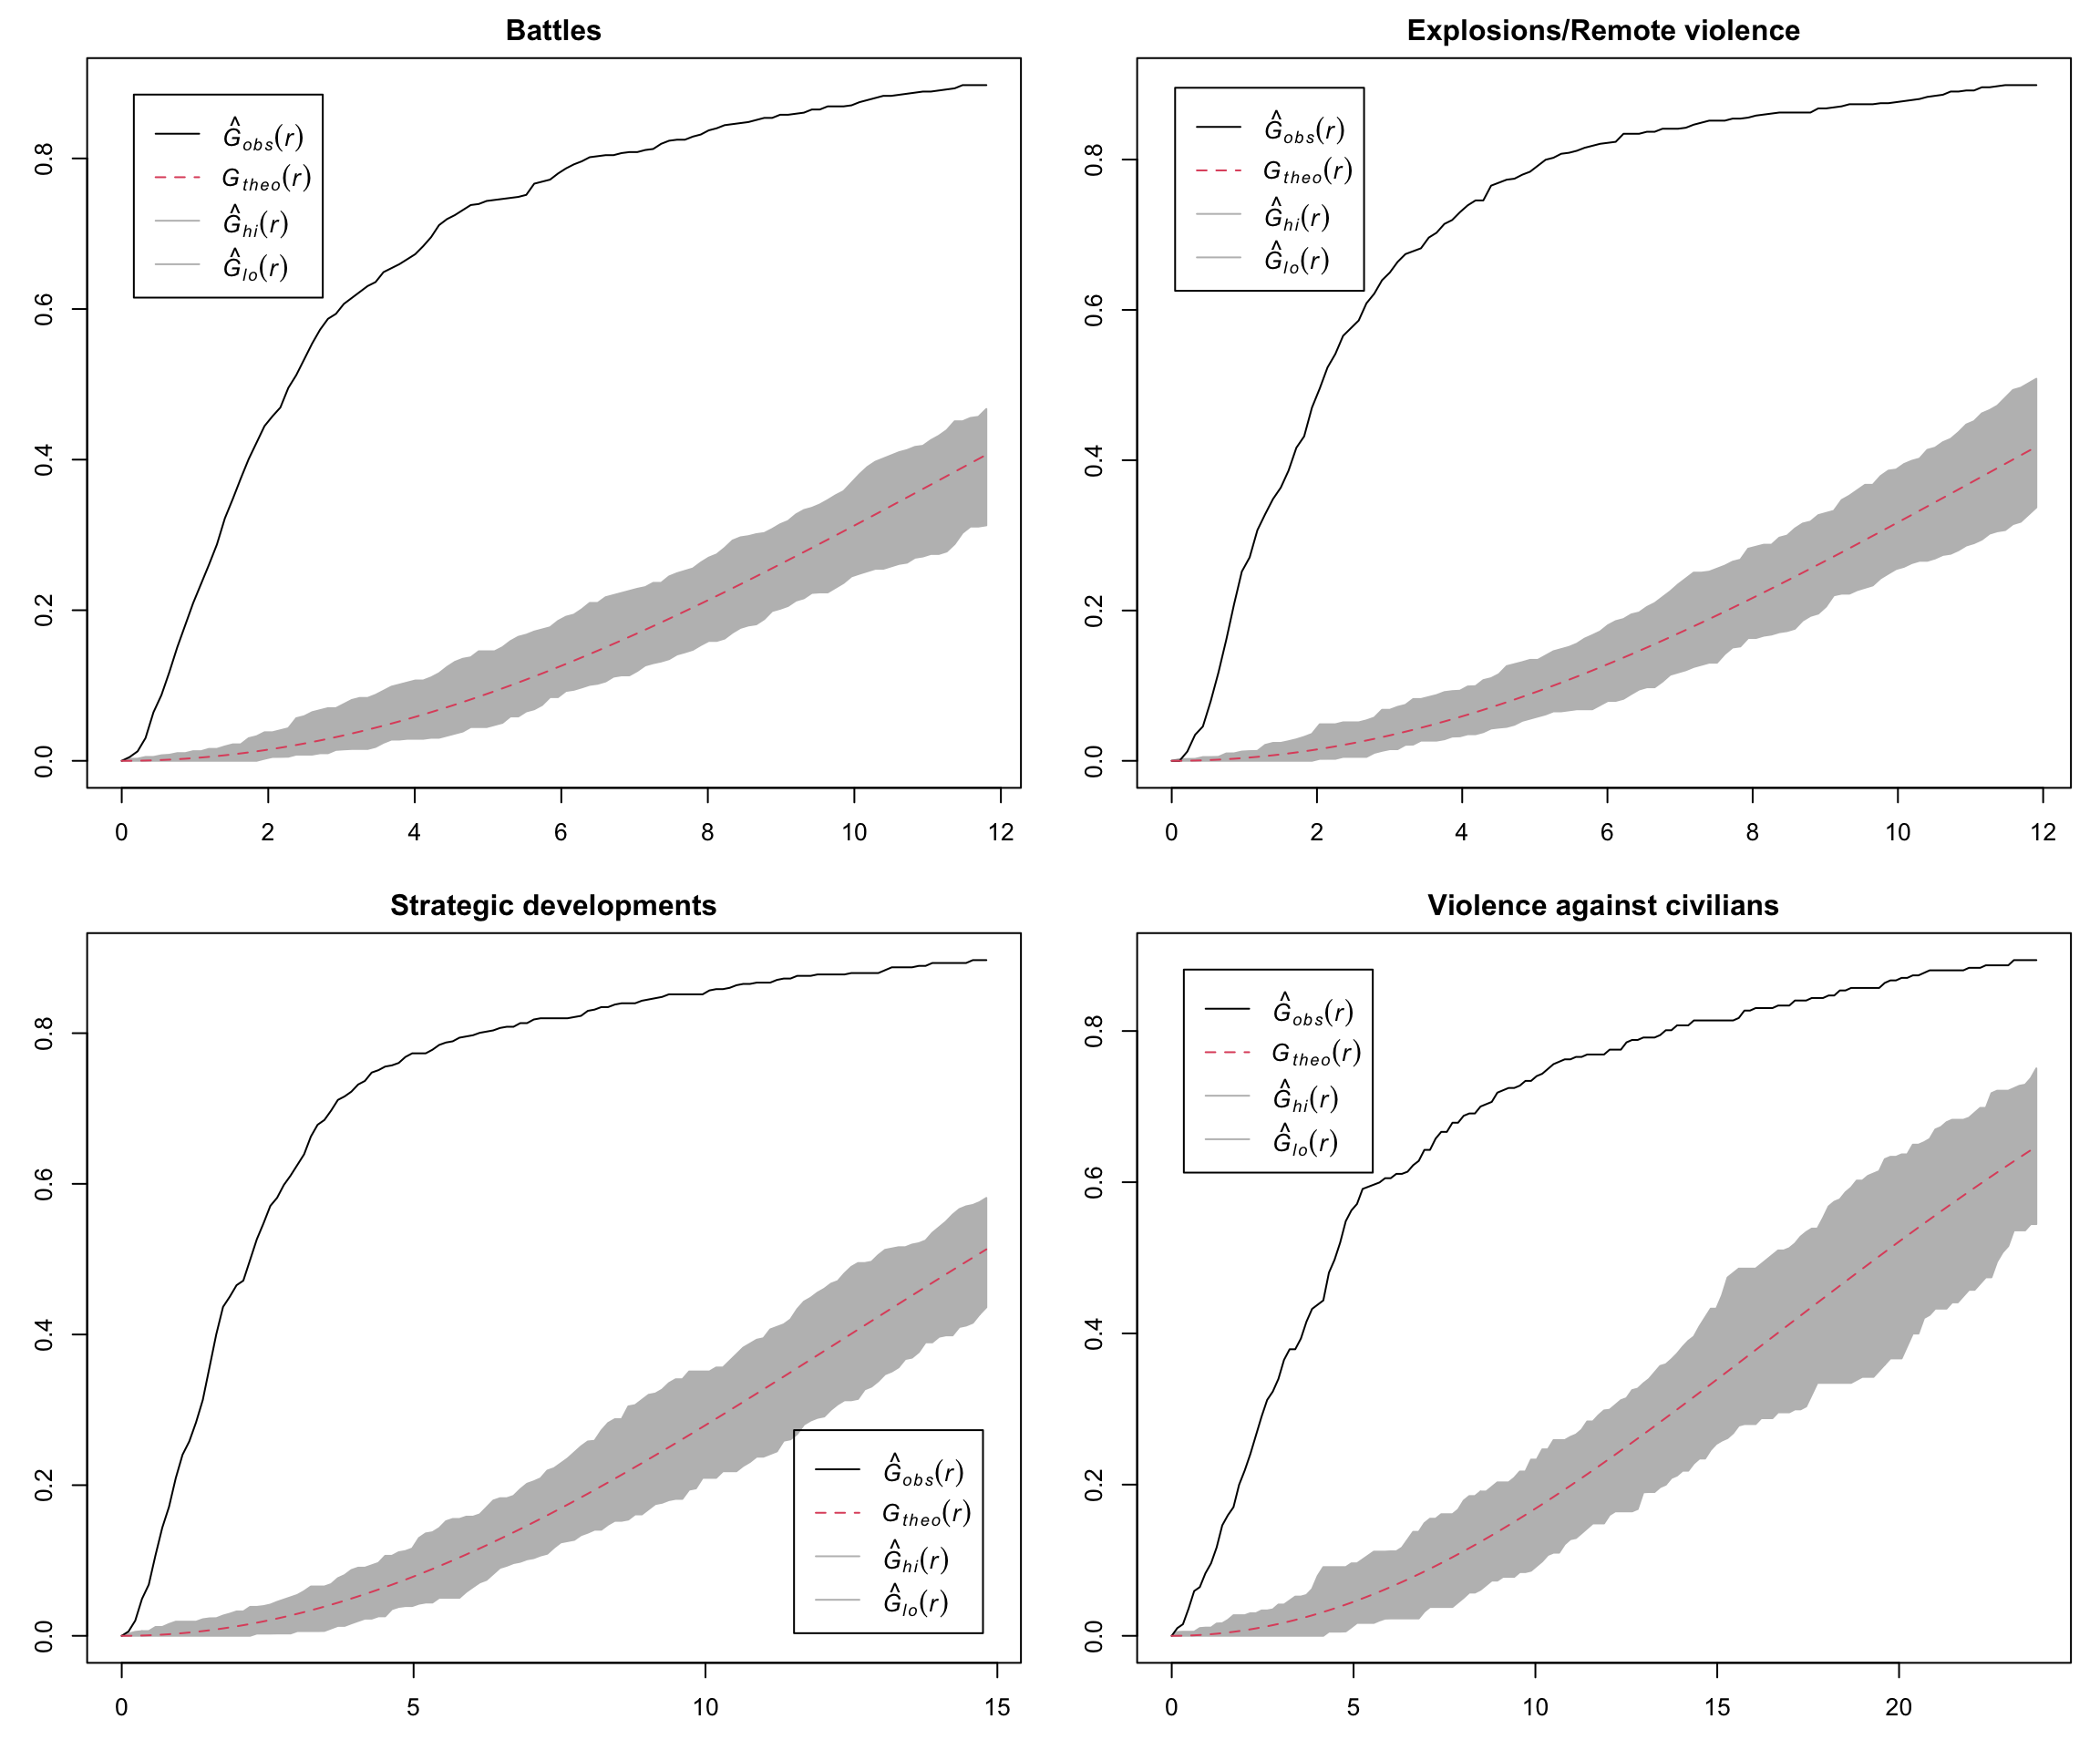 Battles
Ĝobs(r)
Gtheo(r)
Ĝhi(r)
Ĝlo(r)
0.0 0.2 0.4 0.6 0.8
0 2 4 6 8 10 12
Explosions/Remote violence
Ĝobs(r)
Gtheo(r)
Ĝhi(r)
Ĝlo(r)
0.0 0.2 0.4 0.6 0.8
0 2 4 6 8 10 12
Strategic developments
Ĝobs(r)
Gtheo(r)
Ĝhi(r)
Ĝlo(r)
0.0 0.2 0.4 0.6 0.8
0 5 10 15
Violence against civilians
Ĝobs(r)
Gtheo(r)
Ĝhi(r)
Ĝlo(r)
0.0 0.2 0.4 0.6 0.8
0 5 10 15 20